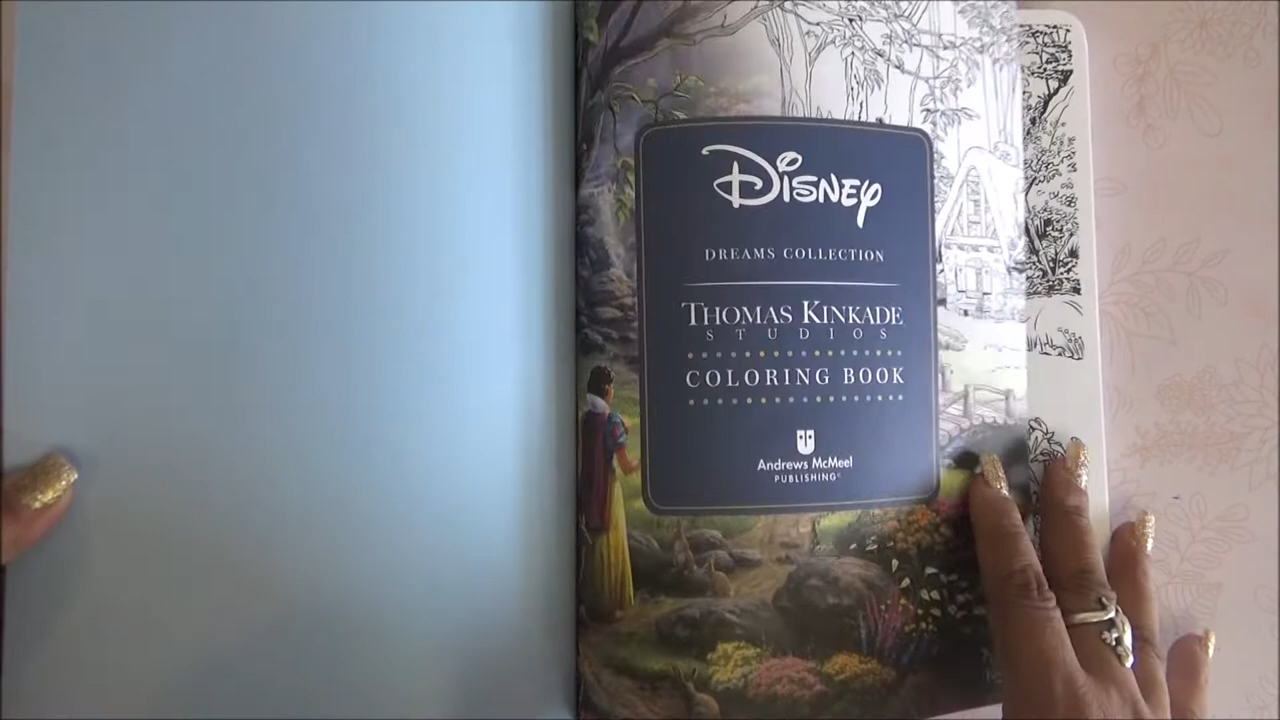 Disney
DREAMS COLLECTION
THOMAS KINKADE
STUDIOS
COLORING BOOK
Andrews McMeel
PUBLISHING®